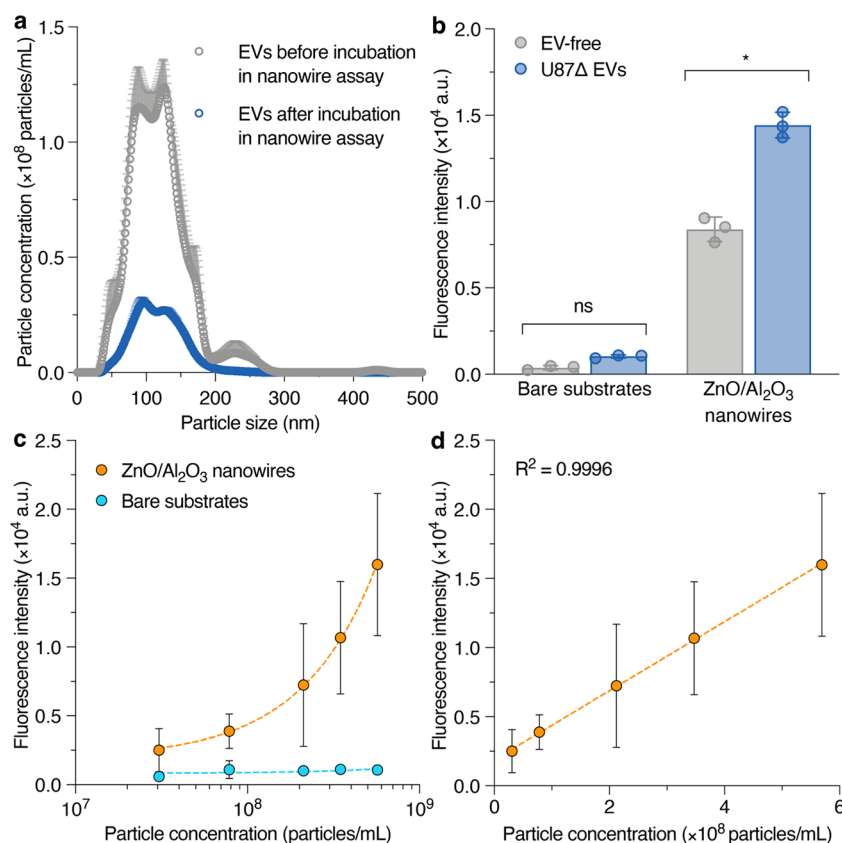 a
EVs before incubation
in nanowire assay
EVs after incubation
in nanowire assay
Particle concentration (×10⁸ particles/mL)
1.5
1.0
0.5
0.0
0 100 200 300 400 500
Particle size (nm)
b
EV-free
U87Δ EVs
*
ns
Fluorescence intensity (×10⁴ a.u.)
2.0
1.5
1.0
0.5
0.0
Bare substrates
ZnO/Al₂O₃
nanowires
c
ZnO/Al₂O₃ nanowires
Bare substrates
Fluorescence intensity (×10⁴ a.u.)
2.5
2.0
1.5
1.0
0.5
0.0
10⁷ 10⁸ 10⁹
Particle concentration (particles/mL)
d
R² = 0.9996
Fluorescence intensity (×10⁴ a.u.)
2.5
2.0
1.5
1.0
0.5
0.0
0 2 4 6
Particle concentration (×10⁸ particles/mL)